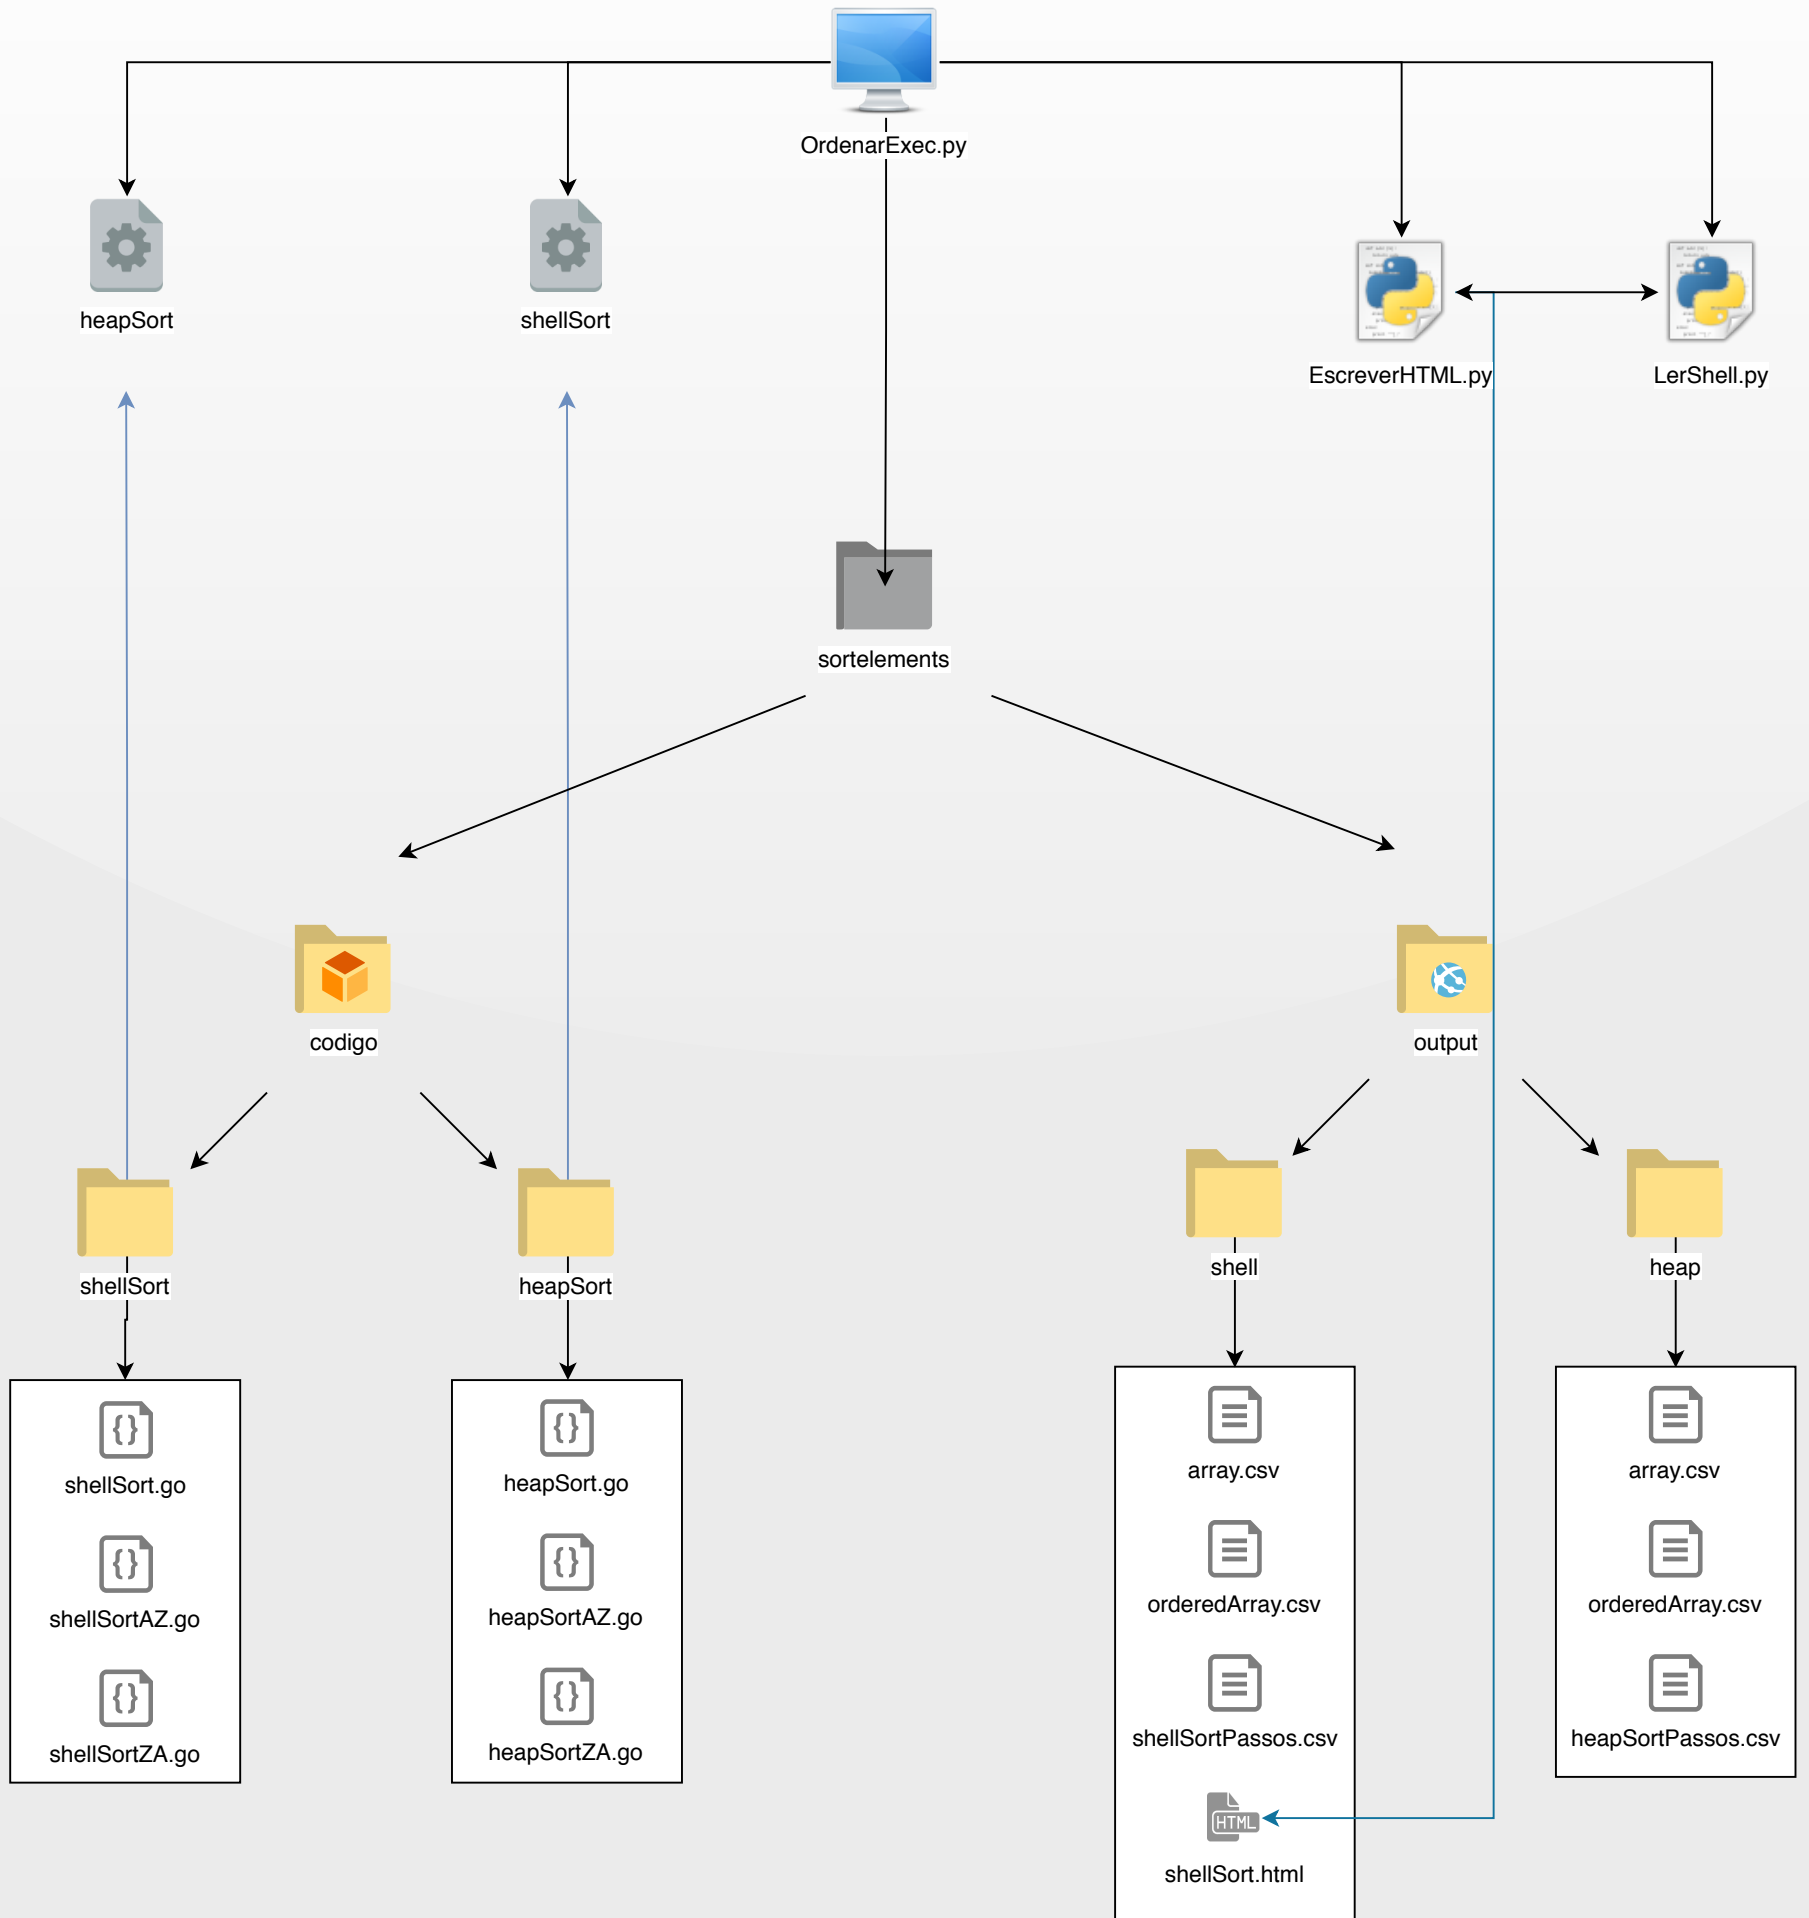 OrdenarExec.py
heapSort
shellSort
EscreverHTML.py
LerShell.py
sortelements
codigo
output
shellSort
heapSort
shell
heap
shellSort.go
shellSortAZ.go
shellSortZA.go
heapSort.go
heapSortAZ.go
heapSortZA.go
array.csv
orderedArray.csv
shellSortPassos.csv
HTML
shellSort.html
array.csv
orderedArray.csv
heapSortPassos.csv